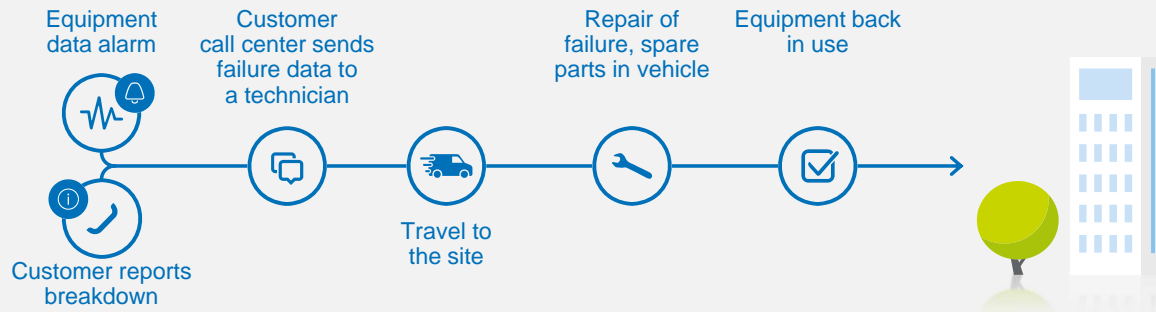 Equipment
data alarm
Customer reports
breakdown
Customer
call center sends
failure data to
a technician
Travel to
the site
Repair of
failure, spare
parts in vehicle
Equipment back
in use